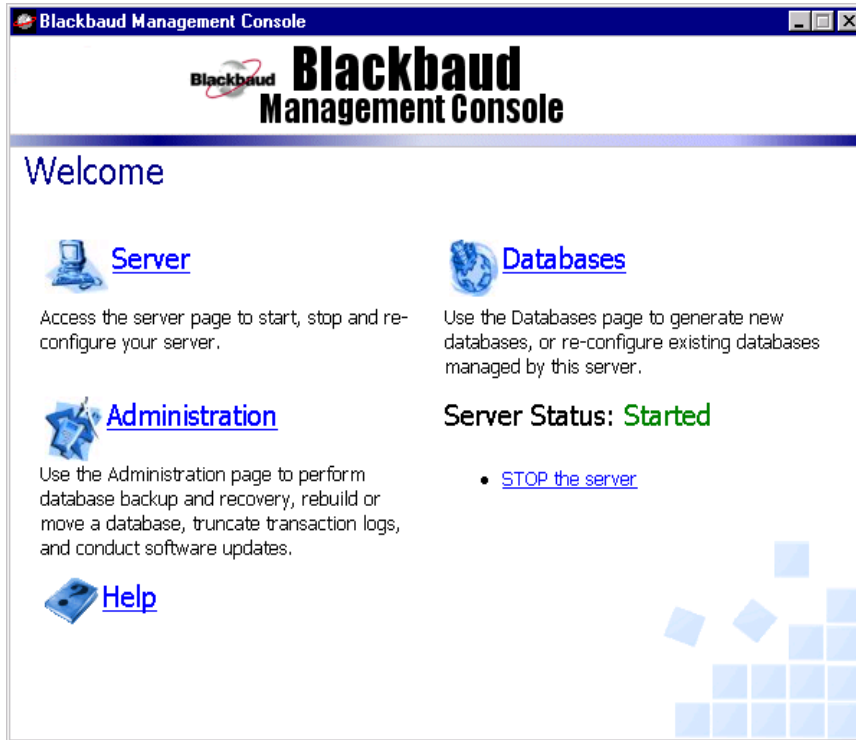 Blackbaud Management Console
Blackbaud
Blackbaud
Management Console
Welcome
Server
Access the server page to start, stop and re-
configure your server.
Databases
Use the Databases page to generate new
databases, or re-configure existing databases
managed by this server.
Administration
Use the Administration page to perform
database backup and recovery, rebuild or
move a database, truncate transaction logs,
and conduct software updates.
Server Status: Started
• STOP the server
Help